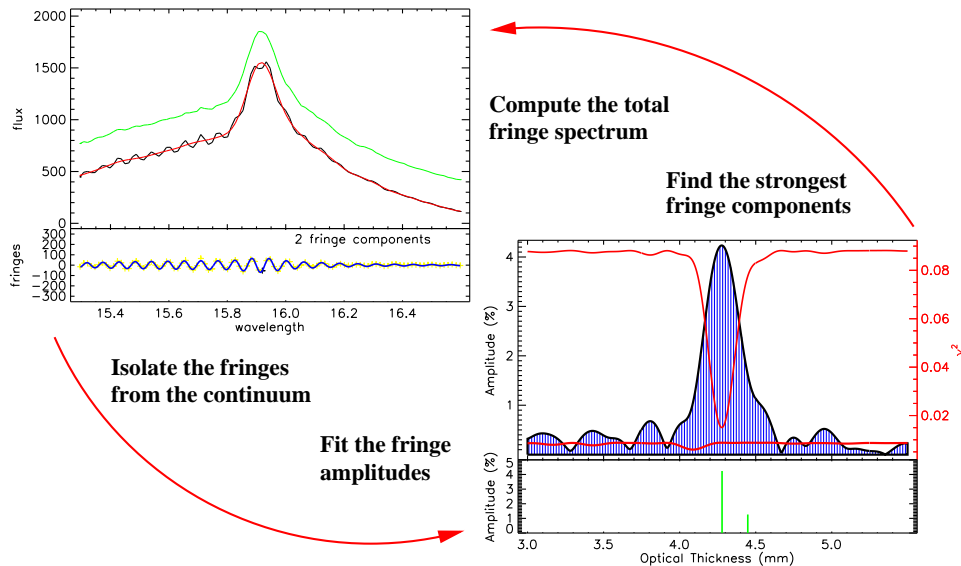 2000
1500
1000
500
0
flux
300
200
100
0
−100
−200
−300
fringes
2 fringe components
15.4 15.6 15.8 16.0 16.2 16.4
wavelength
Compute the total
fringe spectrum
Find the strongest
fringe components
Isolate the fringes
from the continuum
Fit the fringe
amplitudes
4
3
2
1
Amplitude (%)
0.08
0.06
0.04
0.02
χ²
5
4
3
2
1
0
Amplitude (%)
3.0 3.5 4.0 4.5 5.0
Optical Thickness (mm)